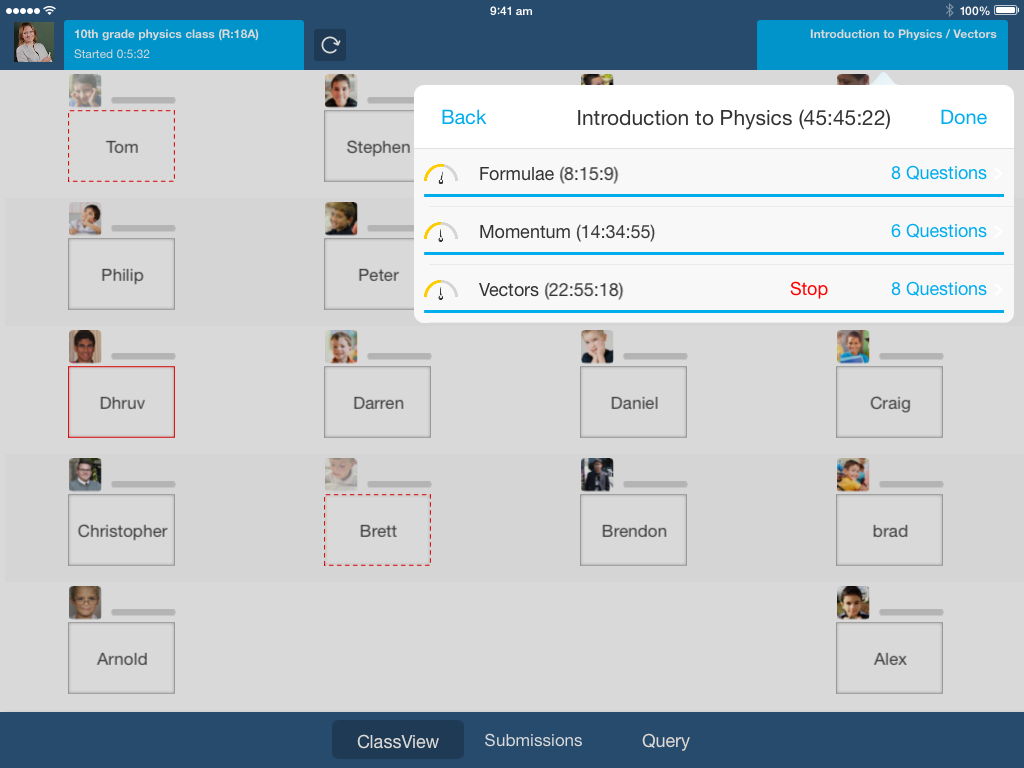 9:41 am
100%
10th grade physics class (R:18A)
Started 0:5:32
Introduction to Physics / Vectors
Back
Introduction to Physics (45:45:22)
Done
Formulae (8:15:9)
8 Questions
Momentum (14:34:55)
6 Questions
Vectors (22:55:18)
Stop
8 Questions
Tom
Stephen
Philip
Peter
Dhruv
Darren
Daniel
Craig
Christopher
Brett
Brendon
brad
Arnold
Alex
ClassView
Submissions
Query